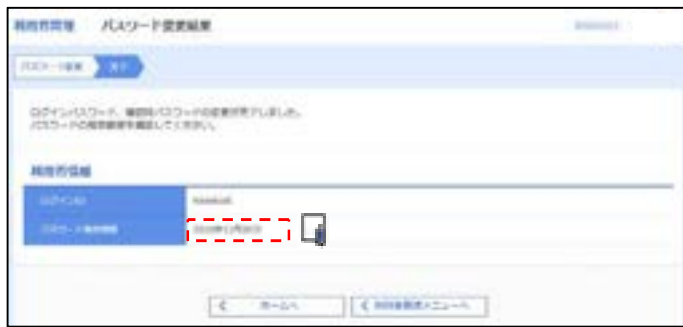 利用者管理 パスワード変更結果
パスワード変更 完了
ログインパスワード、確認用パスワードの変更が完了しました。
パスワードの有効期限を確認してください。
利用者情報
ログインID
パスワード有効期限
ホームへ
利用者管理メニューへ